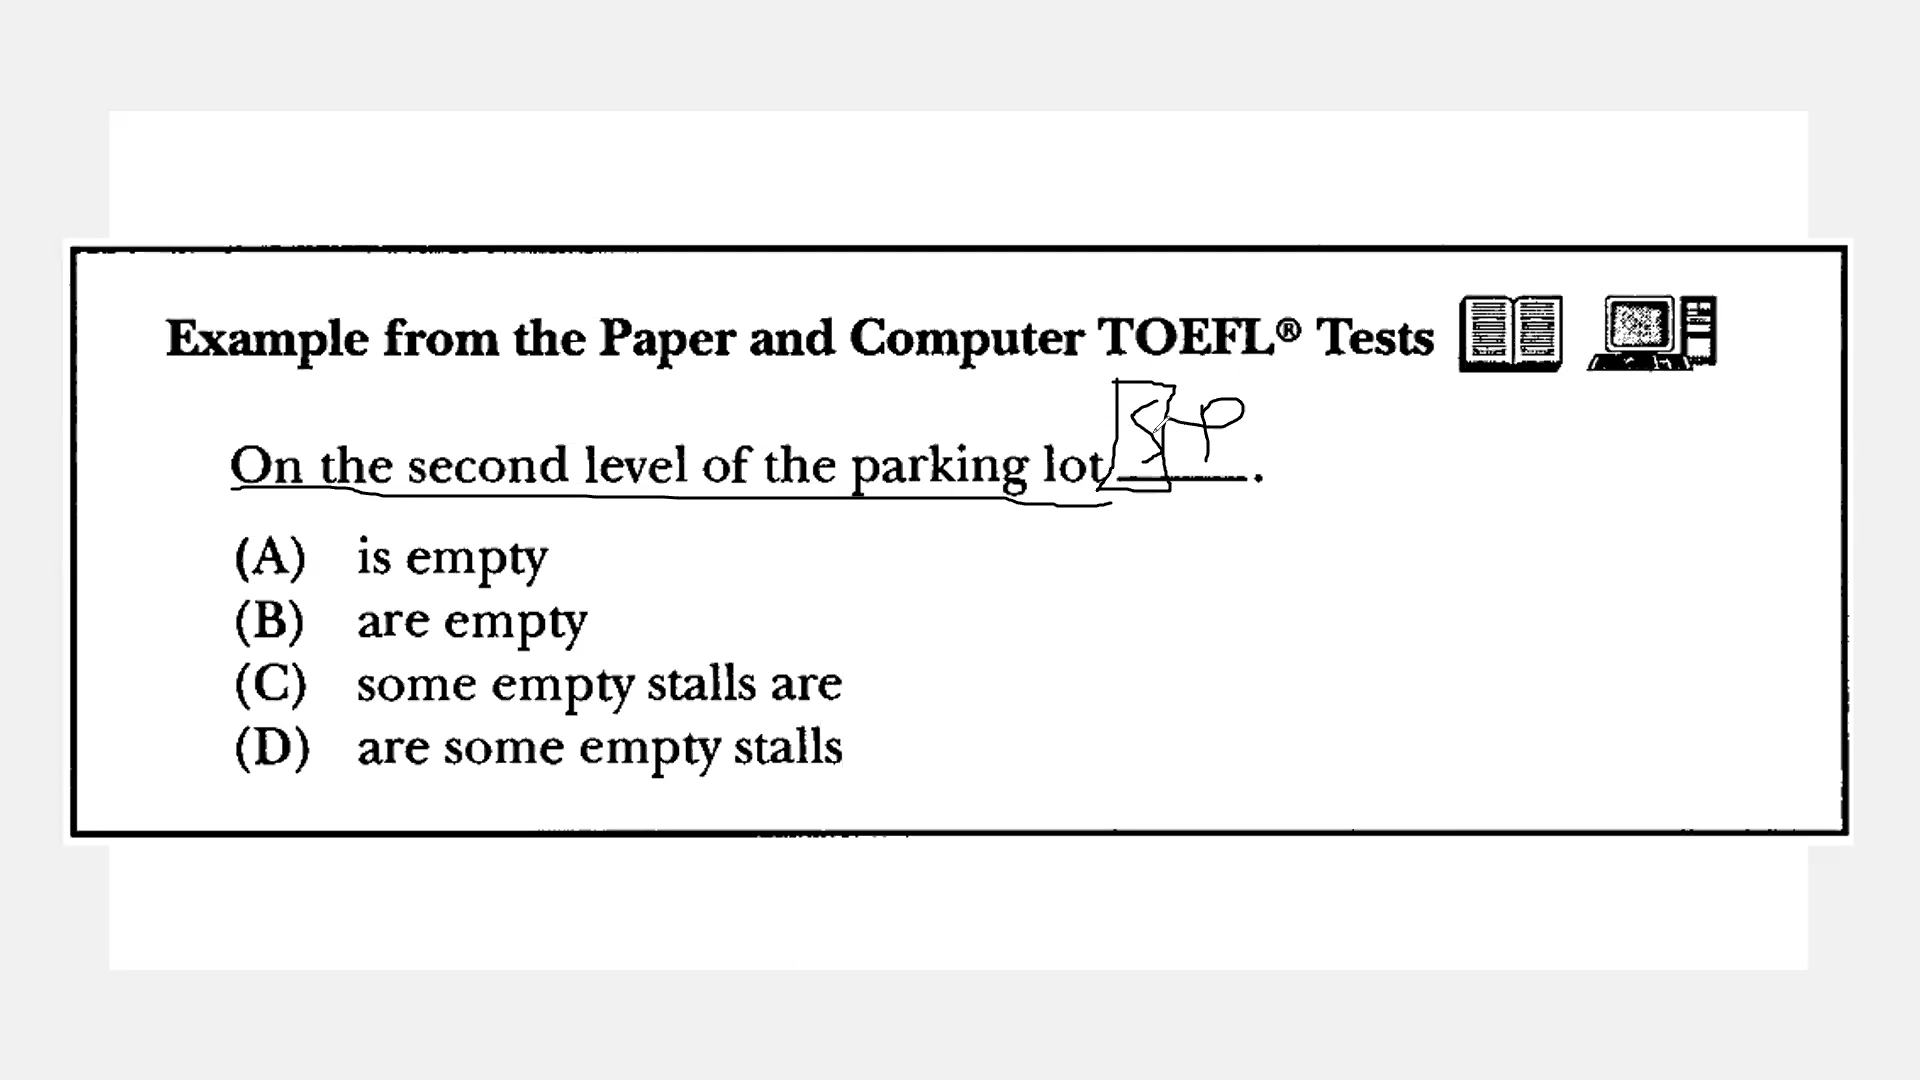 Example from the Paper and Computer TOEFL® Tests
On the second level of the parking lot ______.
(A) is empty
(B) are empty
(C) some empty stalls are
(D) are some empty stalls